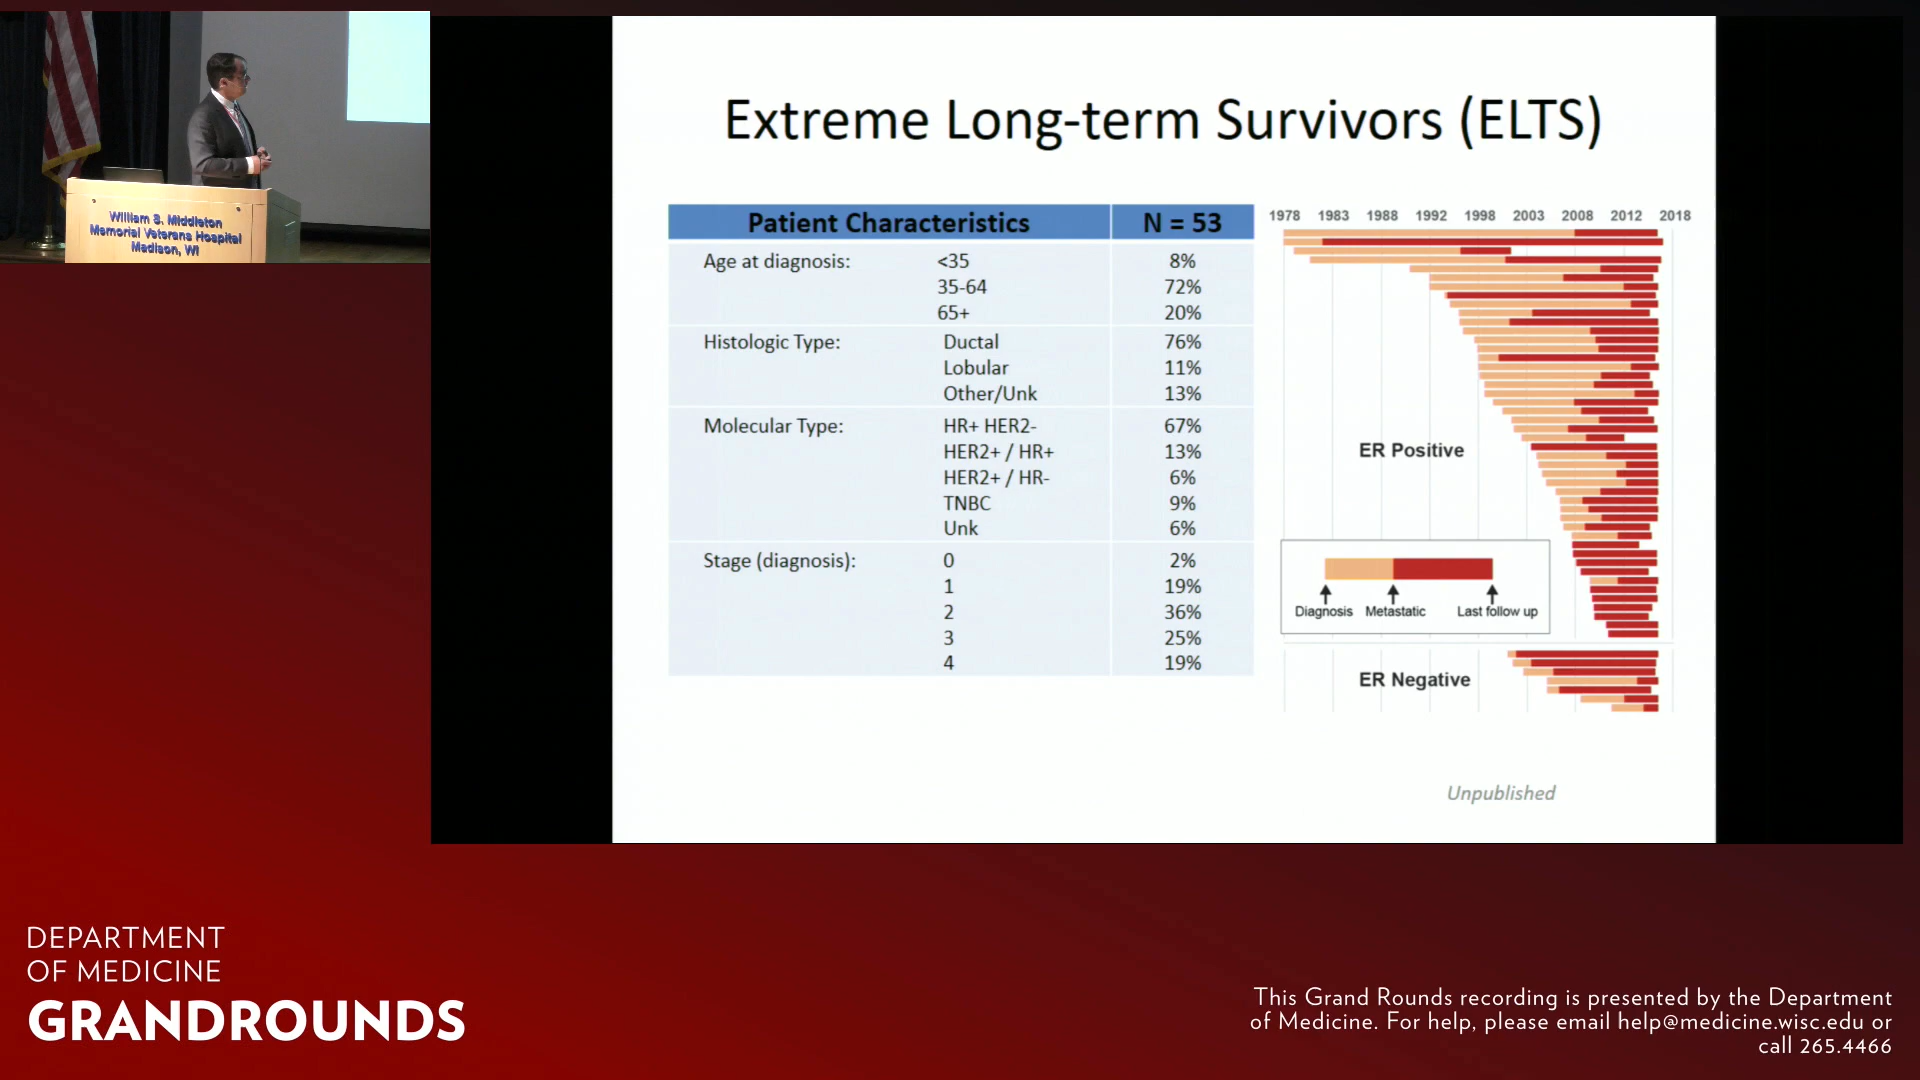 William S. Middleton
Memorial Veterans Hospital
Madison, WI
Extreme Long-term Survivors (ELTS)
Patient Characteristics N = 53
Age at diagnosis: <35 8%
35-64 72%
65+ 20%
Histologic Type: Ductal 76%
Lobular 11%
Other/Unk 13%
Molecular Type: HR+ HER2- 67%
HER2+ / HR+ 13%
HER2+ / HR- 6%
TNBC 9%
Unk 6%
Stage (diagnosis): 0 2%
1 19%
2 36%
3 25%
4 19%
1978 1983 1988 1992 1998 2003 2008 2012 2018
ER Positive
Diagnosis Metastatic Last follow up
ER Negative
Unpublished
DEPARTMENT
OF MEDICINE
GRANDROUNDS
This Grand Rounds recording is presented by the Department
of Medicine. For help, please email help@medicine.wisc.edu or
call 265.4466